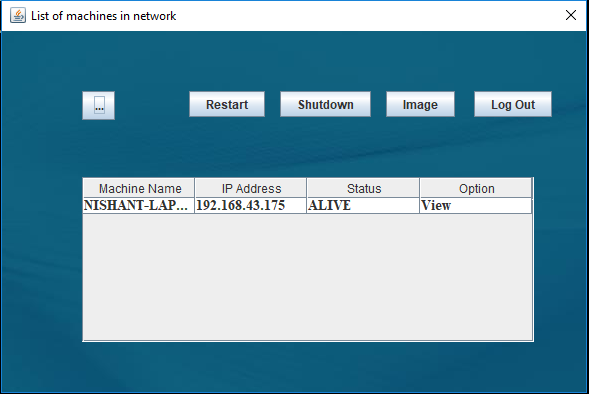 List of machines in network
... Restart Shutdown Image Log Out
Machine Name IP Address Status Option
NISHANT-LAP... 192.168.43.175 ALIVE View